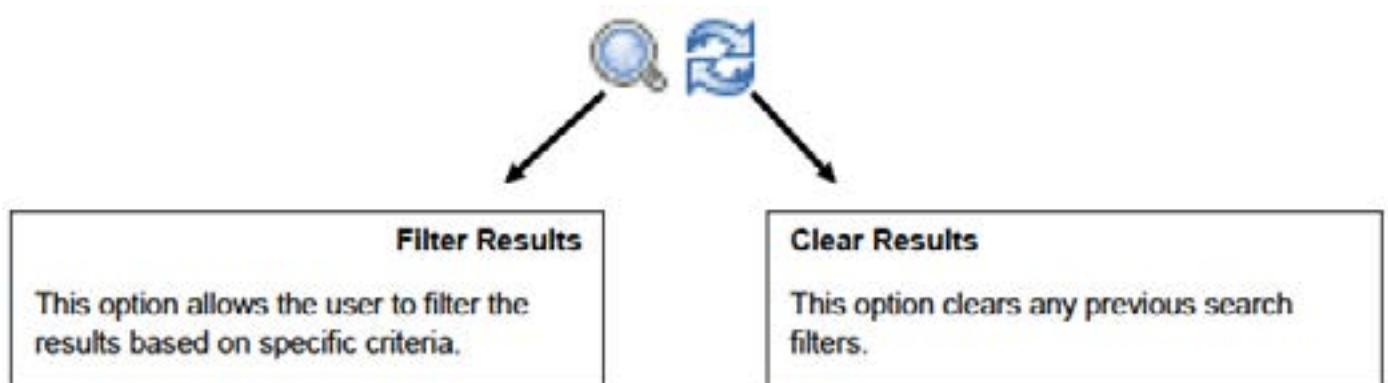 Filter Results
This option allows the user to filter the
results based on specific criteria.
Clear Results
This option clears any previous search
filters.